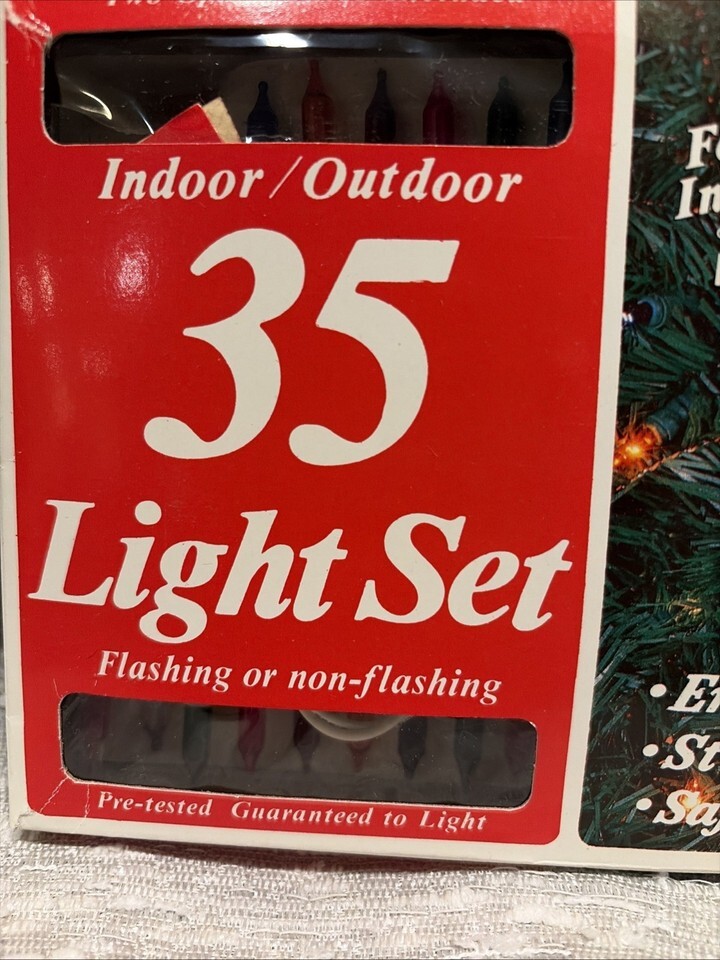 Indoor / Outdoor
35
Light Set
Flashing or non-flashing
Pre-tested Guaranteed to Light